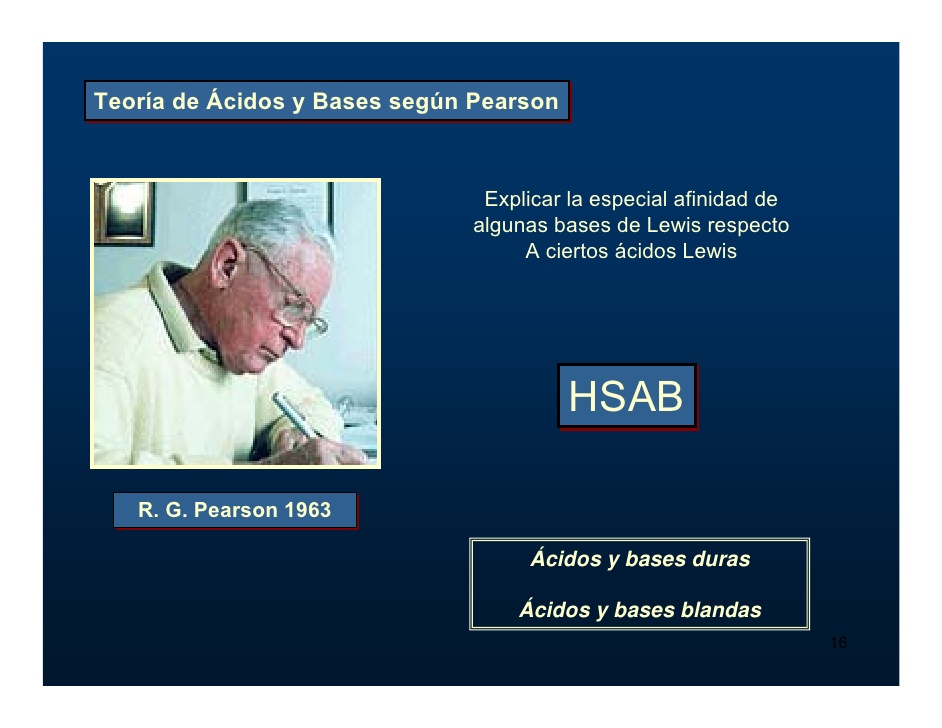 Teoría de Ácidos y Bases según Pearson
Explicar la especial afinidad de
algunas bases de Lewis respecto
A ciertos ácidos Lewis
HSAB
R. G. Pearson 1963
Ácidos y bases duras
Ácidos y bases blandas
16